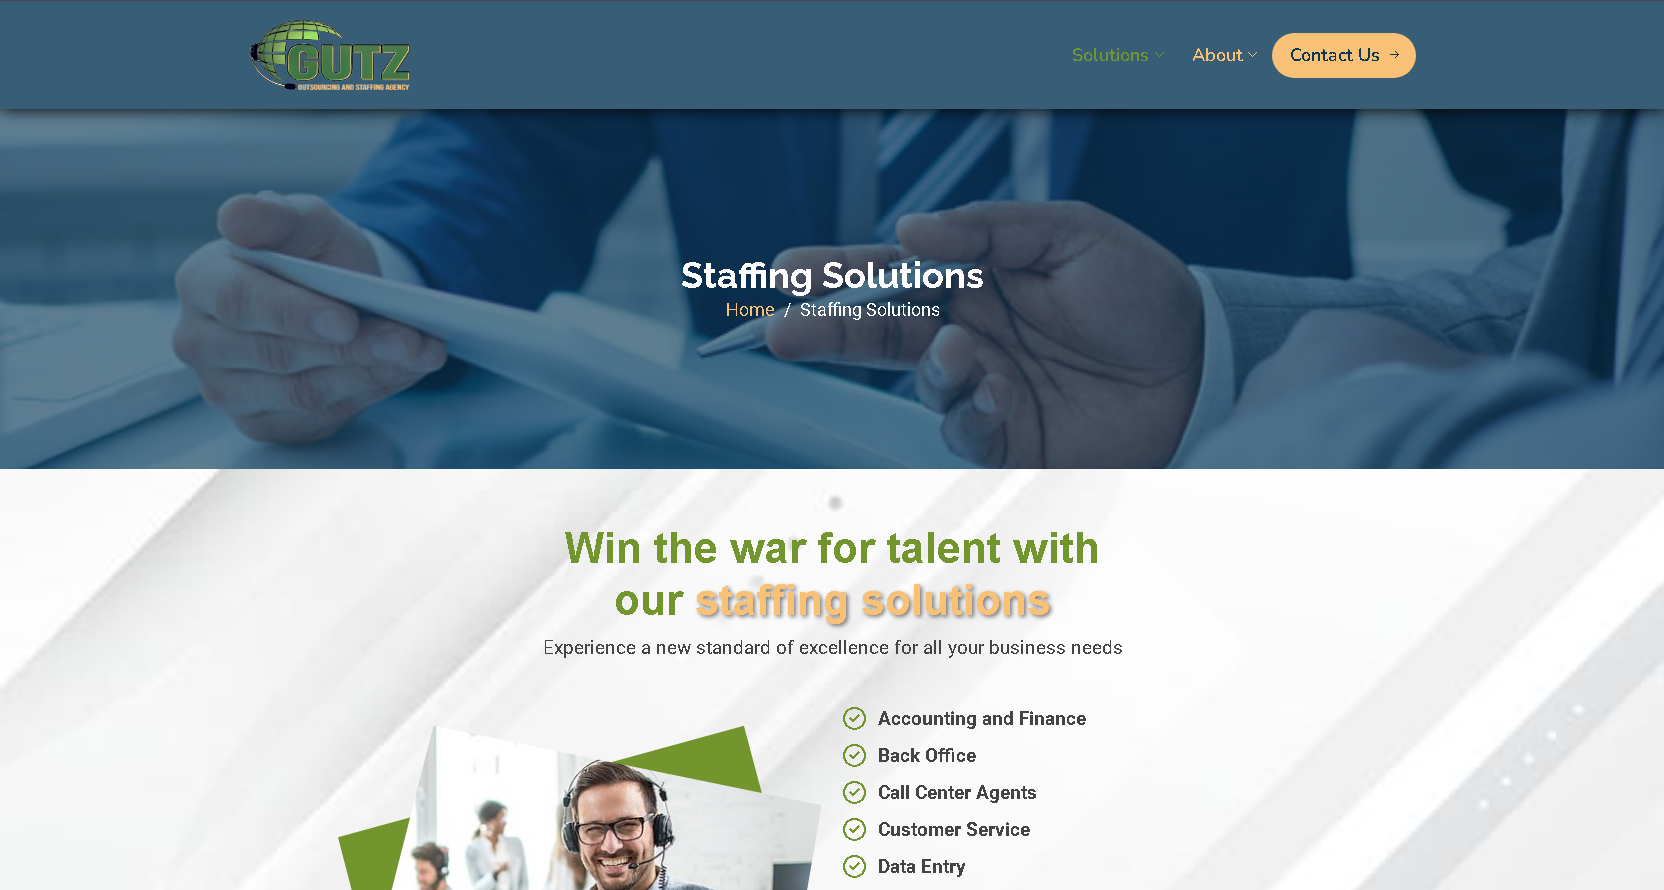 GUTZ
OUTSOURCING AND STAFFING AGENCY
Solutions
About
Contact Us
Staffing Solutions
Home / Staffing Solutions
Win the war for talent with
our staffing solutions
Experience a new standard of excellence for all your business needs
Accounting and Finance
Back Office
Call Center Agents
Customer Service
Data Entry